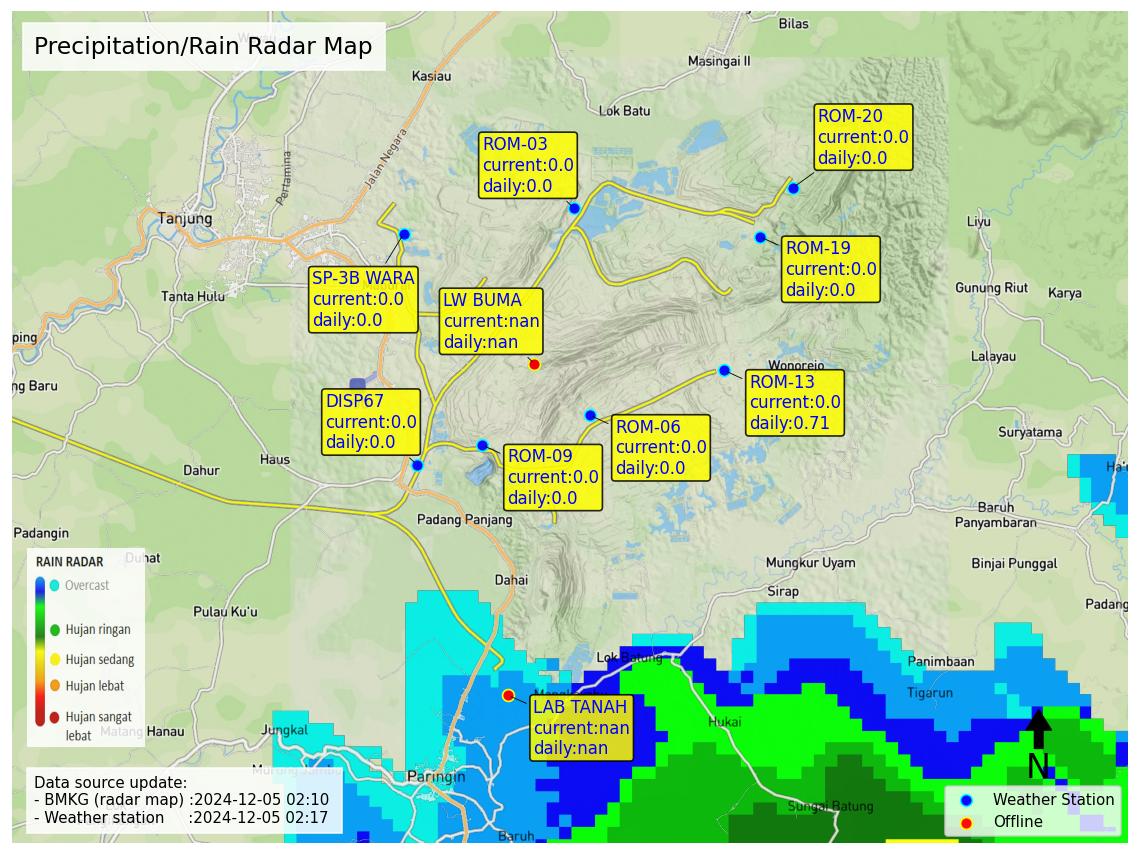 Precipitation/Rain Radar Map
Bilas
Masingai II
Kasiau
Lok Batu
Jalan Negara
Pertamina
Tanjung
Tanta Hulu
ROM-03
current:0.0
daily:0.0
ROM-20
current:0.0
daily:0.0
ROM-19
current:0.0
daily:0.0
SP-3B WARA
current:0.0
daily:0.0
LW BUMA
current:nan
daily:nan
Liyu
Gunung Riut
Karya
Lalayau
ping
ng Baru
Wonorejo
ROM-13
current:0.0
daily:0.71
DISP67
current:0.0
daily:0.0
ROM-06
current:0.0
daily:0.0
ROM-09
current:0.0
daily:0.0
Suryatama
Haus
Dahur
Padang Panjang
Baruh
Panyambaran
Padangin
Duhat
Mungkur Uyam
Binjai Punggal
Dahai
Sirap
Padang
Pulau Ku'u
RAIN RADAR
Overcast
Hujan ringan
Hujan sedang
Hujan lebat
Hujan sangat
lebat
Lok Batung
Panimbaan
Tigarun
LAB TANAH
current:nan
daily:nan
Hukai
Matang Hanau
Jungkal
Paringin
N
Sungai Batung
Baruh
Data source update:
- BMKG (radar map) :2024-12-05 02:10
- Weather station :2024-12-05 02:17
Weather Station
Offline